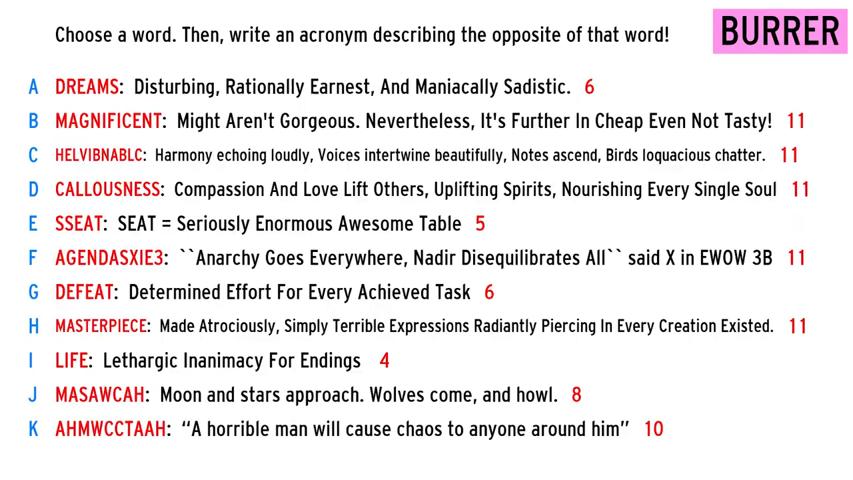 Choose a word. Then, write an acronym describing the opposite of that word!
BURRER
A DREAMS: Disturbing, Rationally Earnest, And Maniacally Sadistic. 6
B MAGNIFICENT: Might Aren't Gorgeous. Nevertheless, It's Further In Cheap Even Not Tasty! 11
C HELVIBNABLC: Harmony echoing loudly, Voices intertwine beautifully, Notes ascend, Birds loquacious chatter. 11
D CALLOUSNESS: Compassion And Love Lift Others, Uplifting Spirits, Nourishing Every Single Soul 11
E SSEAT: SEAT = Seriously Enormous Awesome Table 5
F AGENDASXIE3: ``Anarchy Goes Everywhere, Nadir Disequilibrates All`` said X in EWOW 3B 11
G DEFEAT: Determined Effort For Every Achieved Task 6
H MASTERPIECE: Made Atrociously, Simply Terrible Expressions Radiantly Piercing In Every Creation Existed. 11
I LIFE: Lethargic Inanimacy For Endings 4
J MASAWCAH: Moon and stars approach. Wolves come, and howl. 8
K AHMWCCTAAH: “A horrible man will cause chaos to anyone around him” 10